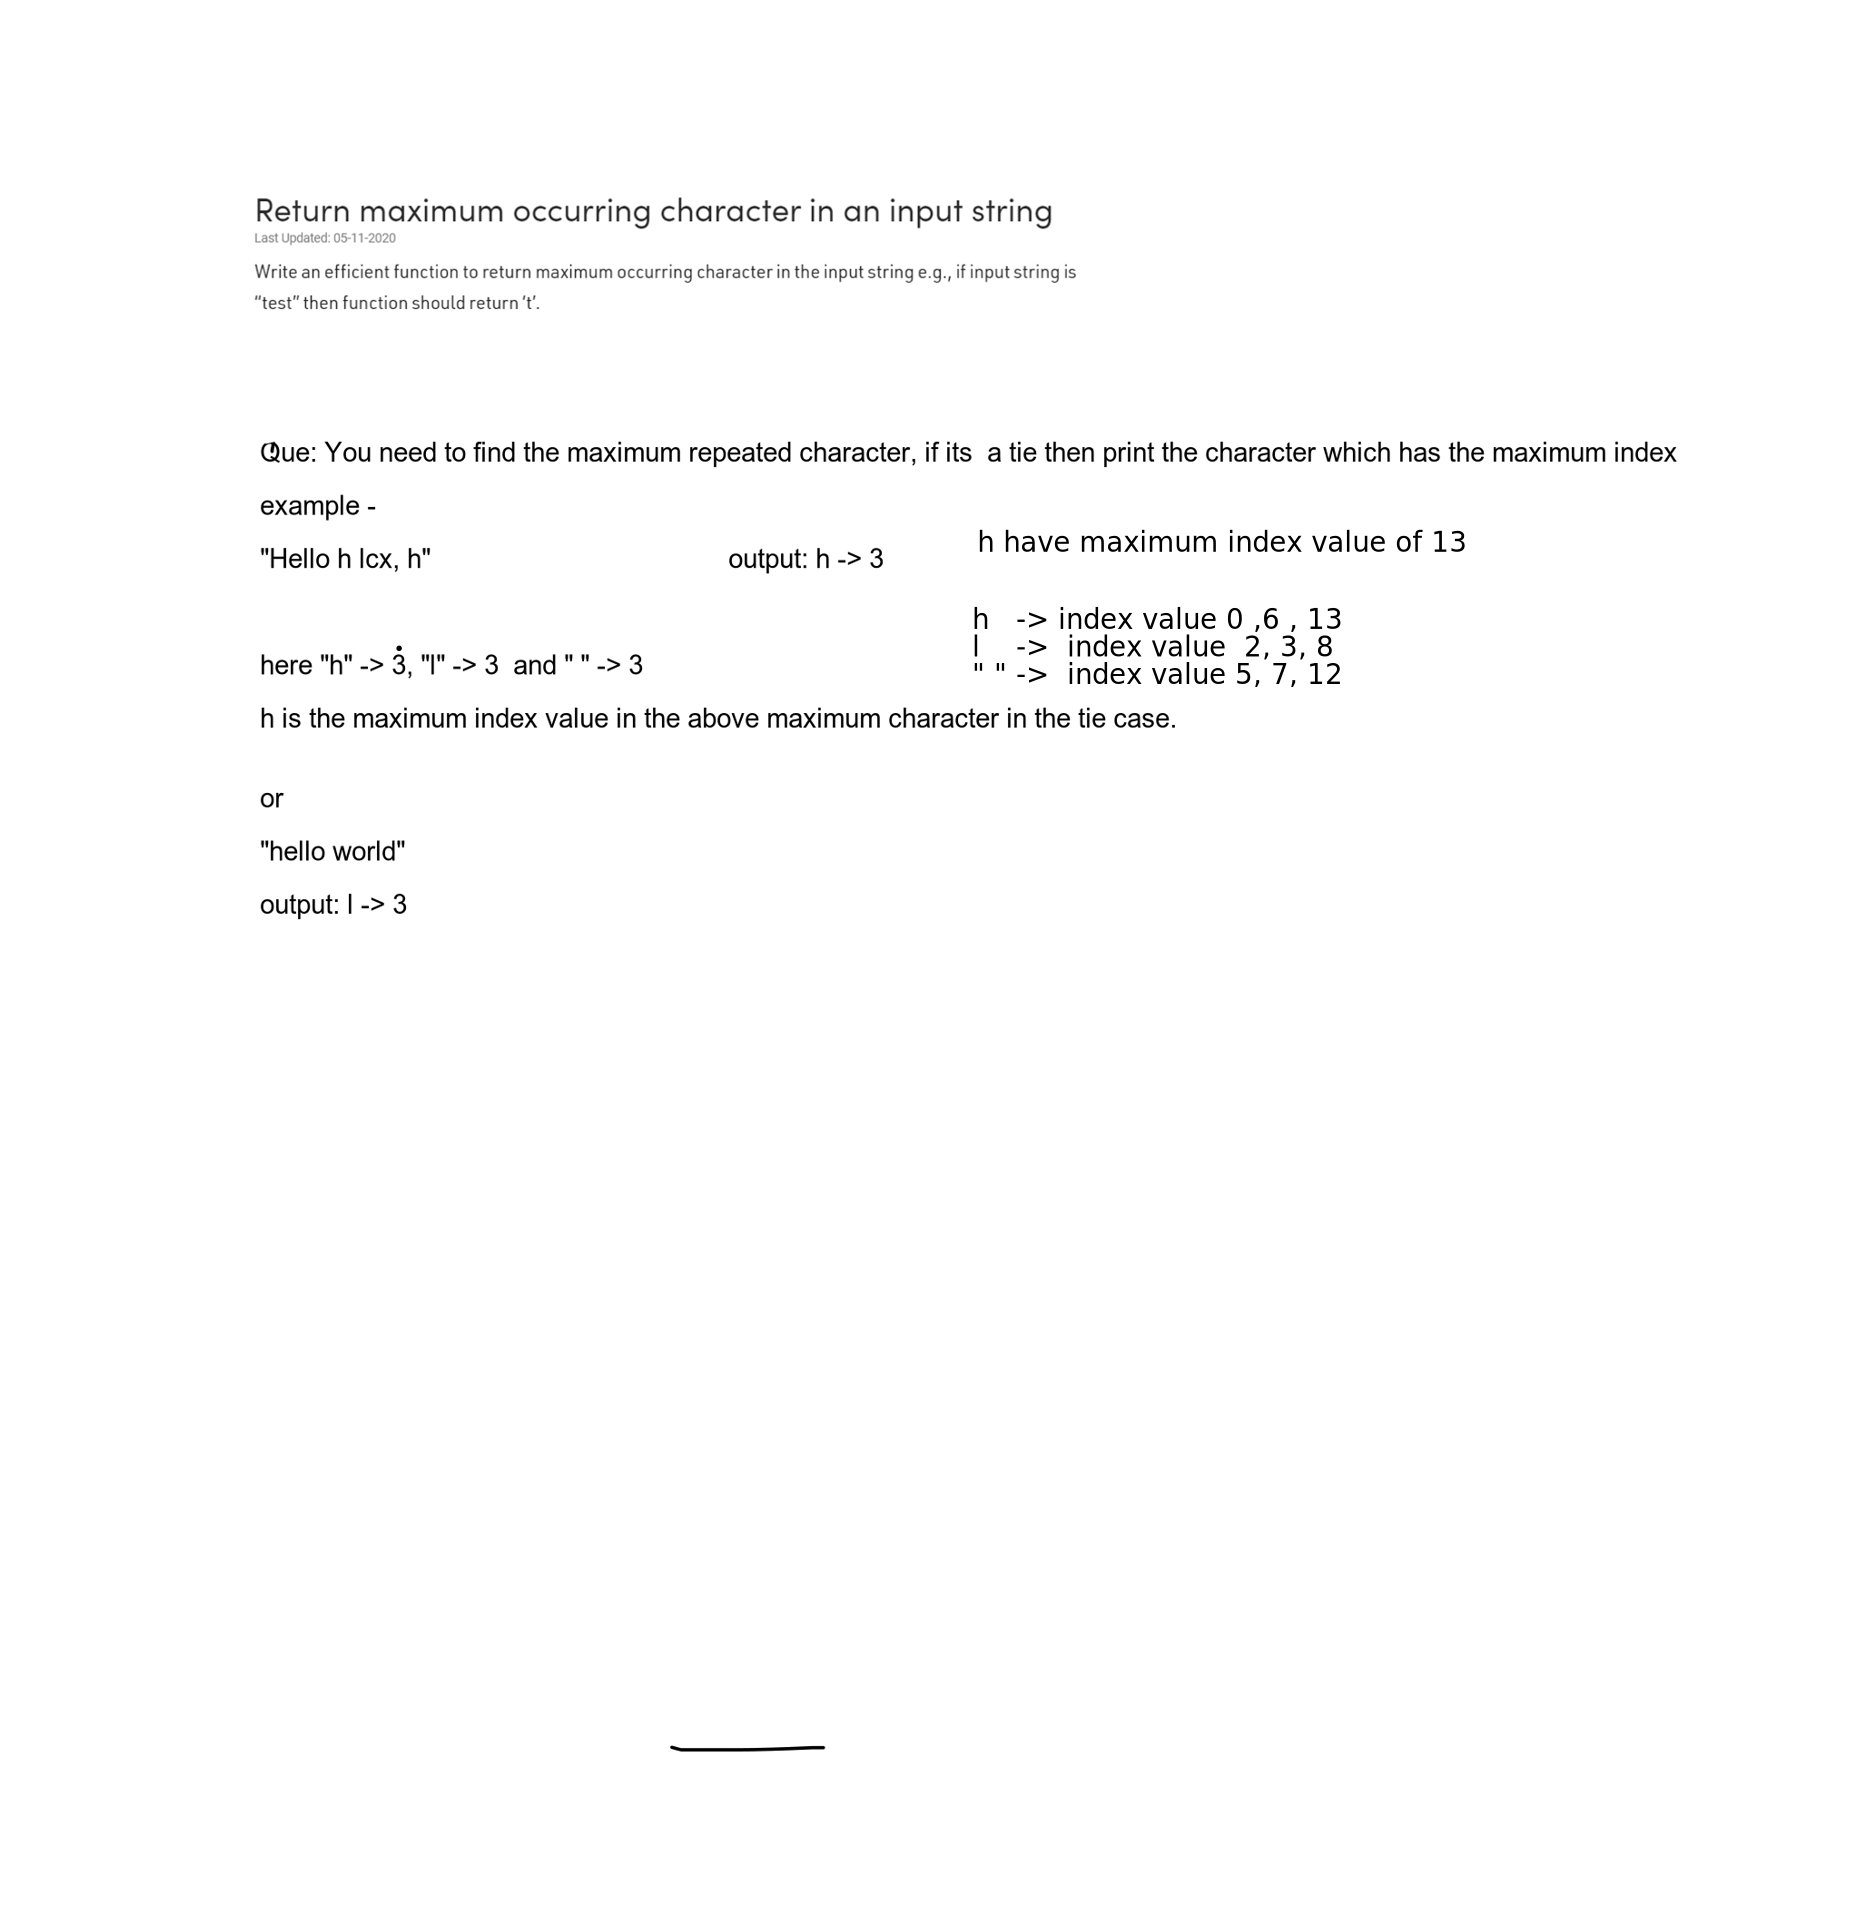 Return maximum occurring character in an input string
Last Updated: 05-11-2020
Write an efficient function to return maximum occurring character in the input string e.g., if input string is
“test” then function should return ‘t’.
Que: You need to find the maximum repeated character, if its  a tie then print the character which has the maximum index
example -
h have maximum index value of 13
"Hello h lcx, h" output: h -> 3
h -> index value 0 ,6 , 13
l -> index value 2, 3, 8
here "h" -> 3, "l" -> 3  and " " -> 3
" " -> index value 5, 7, 12
h is the maximum index value in the above maximum character in the tie case.
or
"hello world"
output: l -> 3